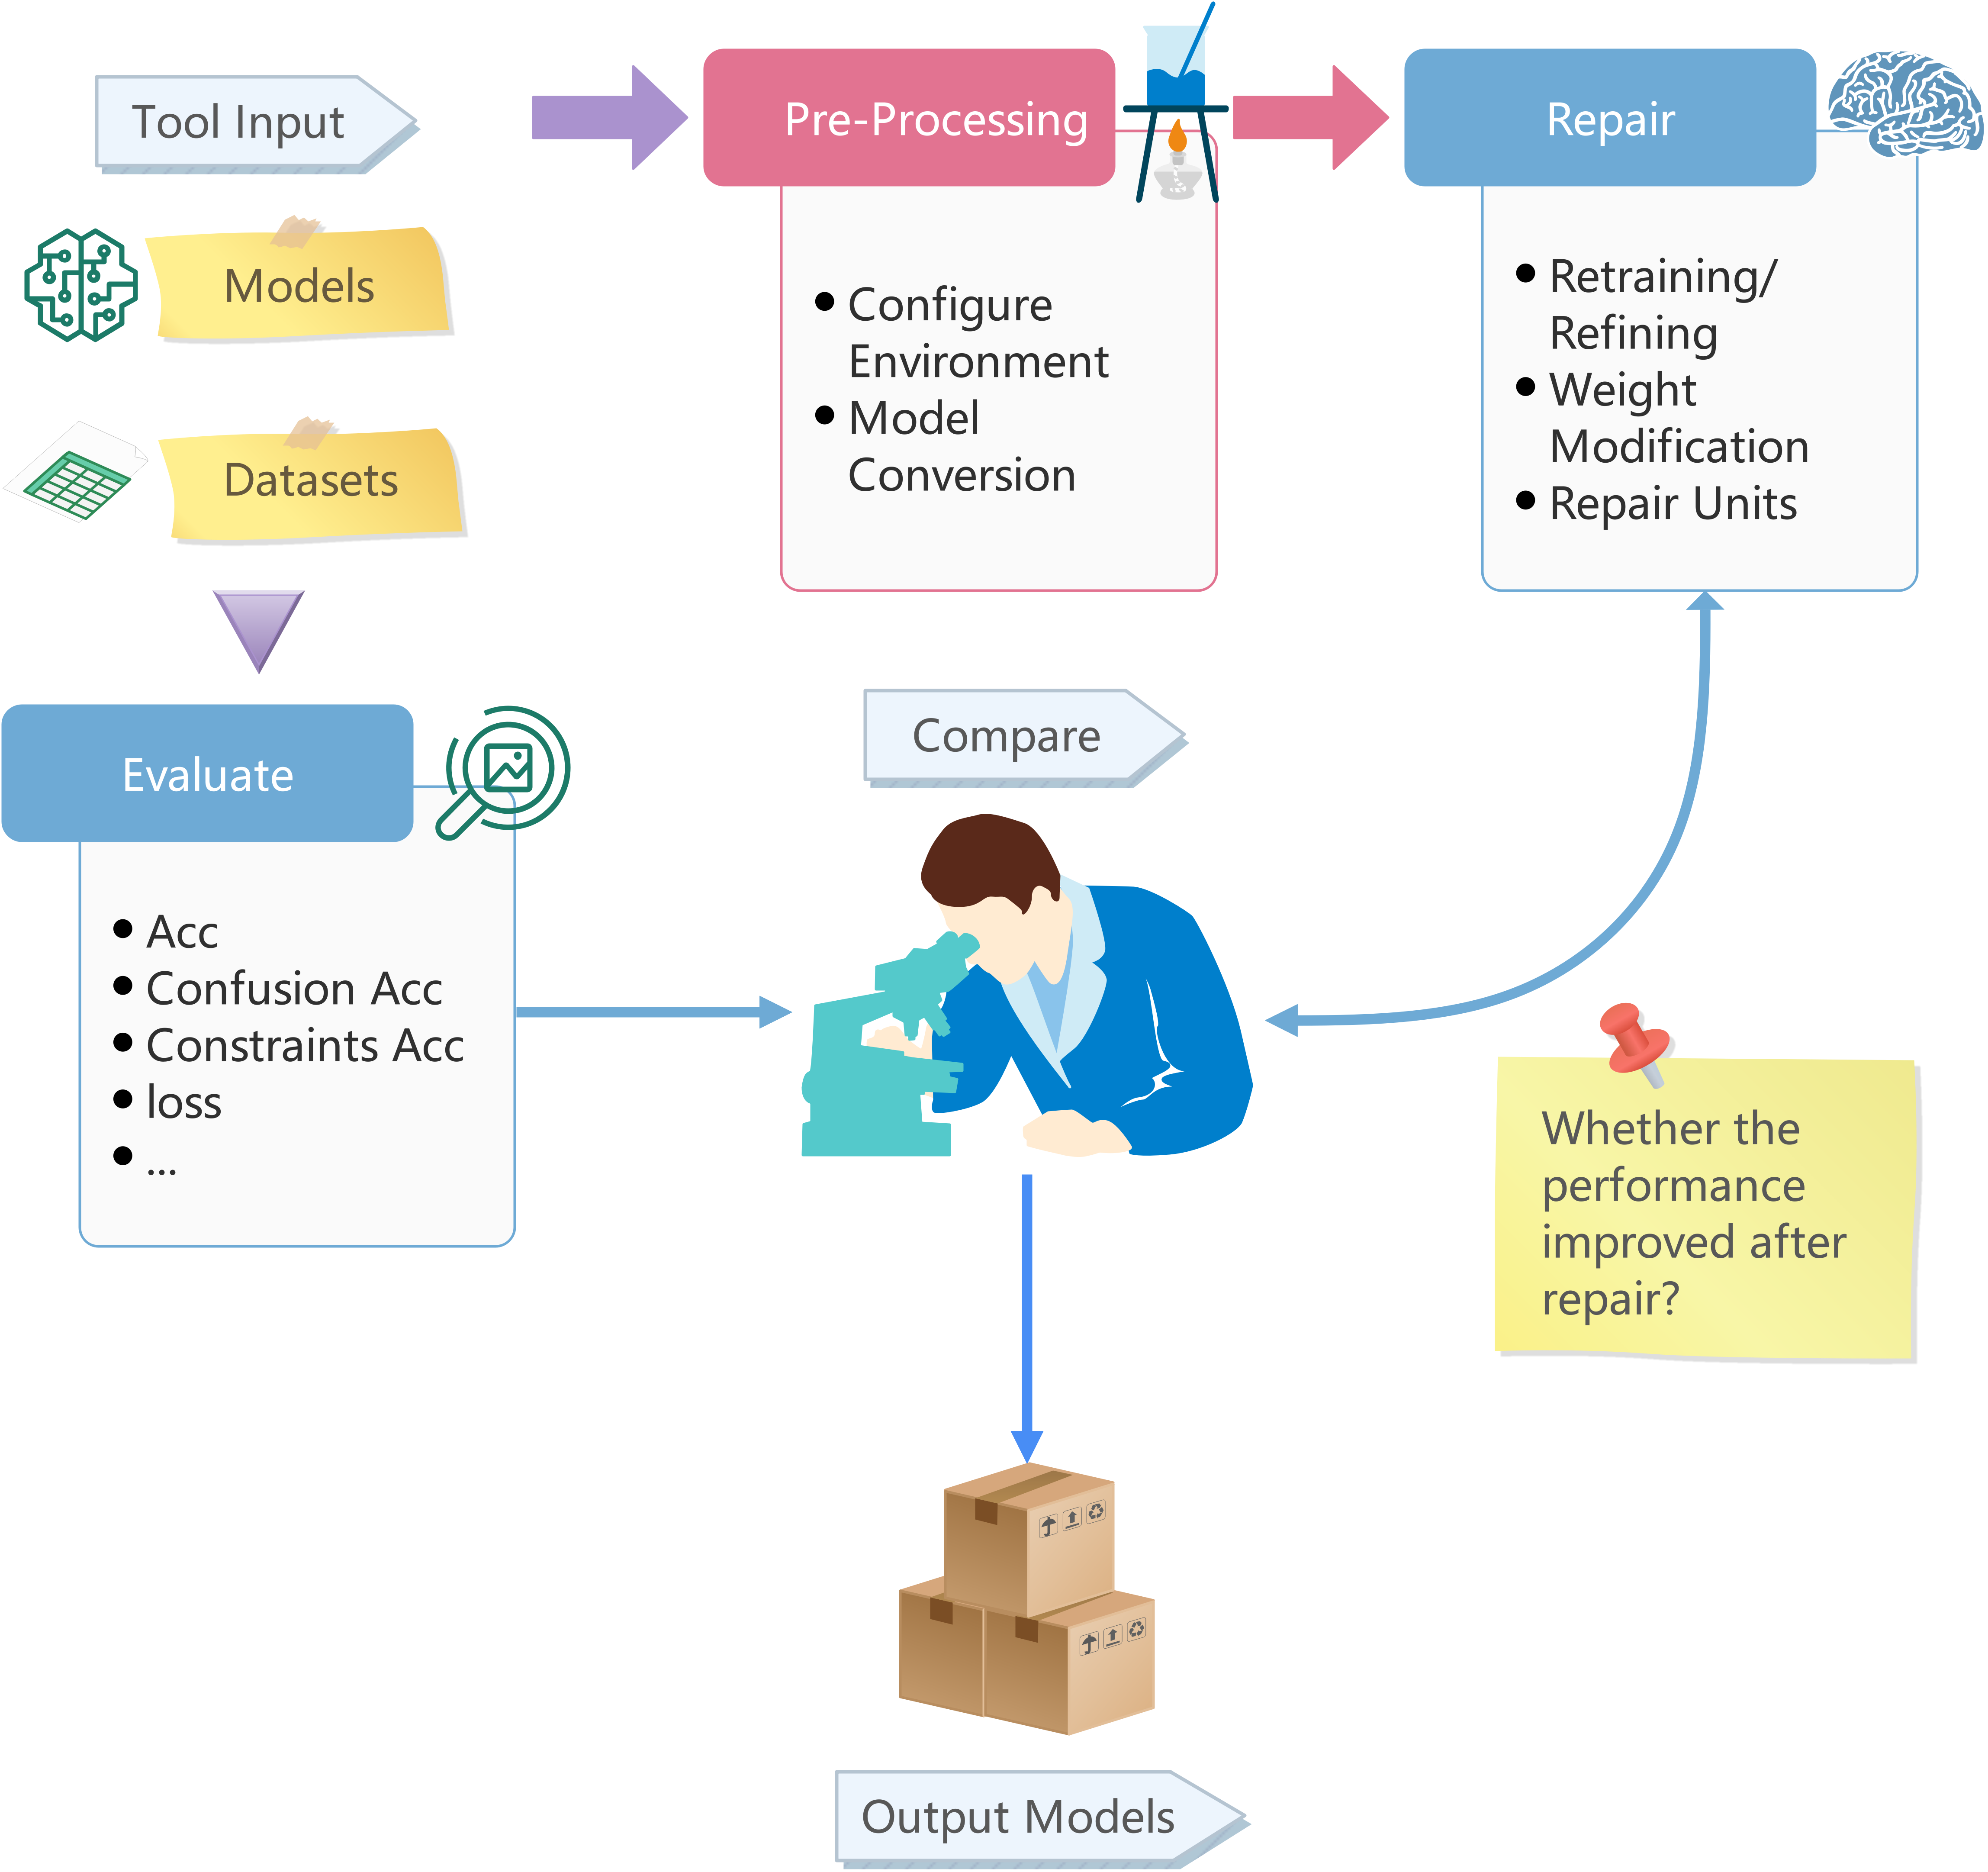 Tool Input
Models
Datasets
Pre-Processing
• Configure
Environment
• Model
Conversion
Repair
• Retraining/
Refining
• Weight
Modification
• Repair Units
Evaluate
• Acc
• Confusion Acc
• Constraints Acc
• loss
• ...
Compare
Whether the
performance
improved after
repair?
Output Models